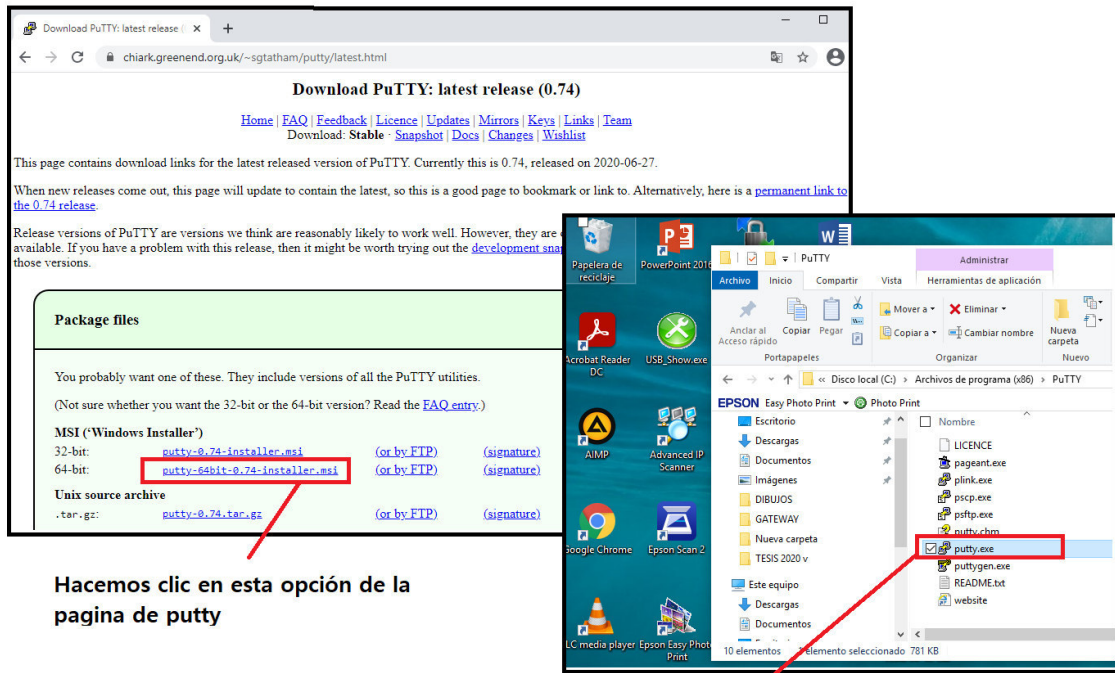 Download PuTTY: latest release (
chiark.greenend.org.uk/~sgtatham/putty/latest.html
Download PuTTY: latest release (0.74)
Home | FAQ | Feedback | Licence | Updates | Mirrors | Keys | Links | Team
Download: Stable · Snapshot | Docs | Changes | Wishlist
This page contains download links for the latest released version of PuTTY. Currently this is 0.74, released on 2020-06-27.
When new releases come out, this page will update to contain the latest, so this is a good page to bookmark or link to. Alternatively, here is a permanent link to
the 0.74 release.
Release versions of PuTTY are versions we think are reasonably likely to work well. However, they are
available. If you have a problem with this release, then it might be worth trying out the development
those versions.
Package files
You probably want one of these. They include versions of all the PuTTY utilities.
(Not sure whether you want the 32-bit or the 64-bit version? Read the FAQ entry.)
MSI (‘Windows Installer’)
32-bit: putty-0.74-installer.msi (or by FTP) (signature)
64-bit: putty-64bit-0.74-installer.msi (or by FTP) (signature)
Unix source archive
.tar.gz: putty-0.74.tar.gz (or by FTP) (signature)
Hacemos clic en esta opción de la
pagina de putty
Papelera de
reciclaje
PowerPoint 2016
Acrobat Reader
DC
USB_Show.exe
AIMP
Advanced IP
Scanner
Google Chrome
Epson Scan 2
LC media player
Epson Easy Photo
Print
PuTTY
Administrar
Archivo Inicio Compartir Vista Herramientas de aplicación
Anclar al
Acceso rápido
Copiar
Pegar
Portapapeles
Mover a
Copiar a
Eliminar
Cambiar nombre
Organizar
Nueva
carpeta
Nuevo
« Disco local (C:) › Archivos de programa (x86) › PuTTY
EPSON Easy Photo Print Photo Print
Escritorio
Descargas
Documentos
Imágenes
DIBUJOS
GATEWAY
Nueva carpeta
TESIS 2020 v
Este equipo
Descargas
Documentos
Nombre
LICENCE
pageant.exe
plink.exe
pscp.exe
psftp.exe
putty.chm
putty.exe
puttygen.exe
README.txt
website
10 elementos
elemento seleccionado 781 KB